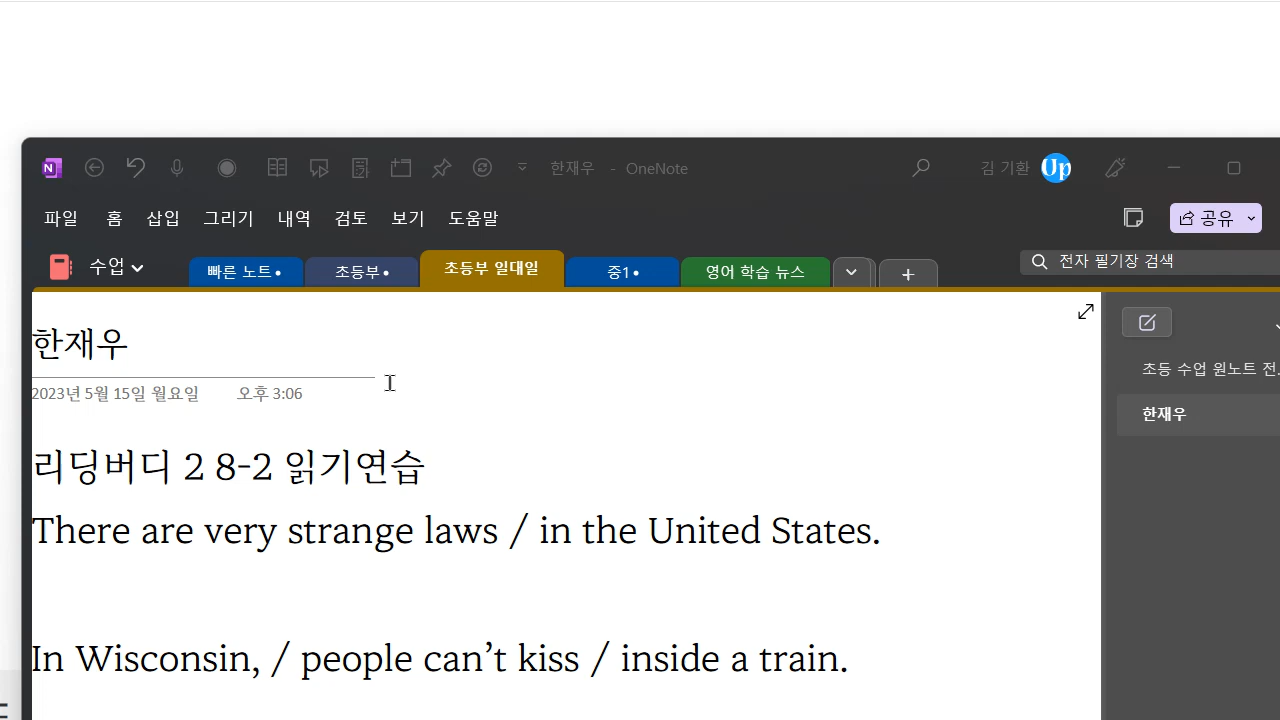 한재우 - OneNote
김 기환
Up
파일 홈 삽입 그리기 내역 검토 보기 도움말
공유
수업
빠른 노트
초등부
초등부 일대일
중1
영어 학습 뉴스
+
전자 필기장 검색
한재우
2023년 5월 15일 월요일 오후 3:06
초등 수업 원노트 전..
한재우
리딩버디 2 8-2 읽기연습
There are very strange laws / in the United States.
In Wisconsin, / people can’t kiss / inside a train.